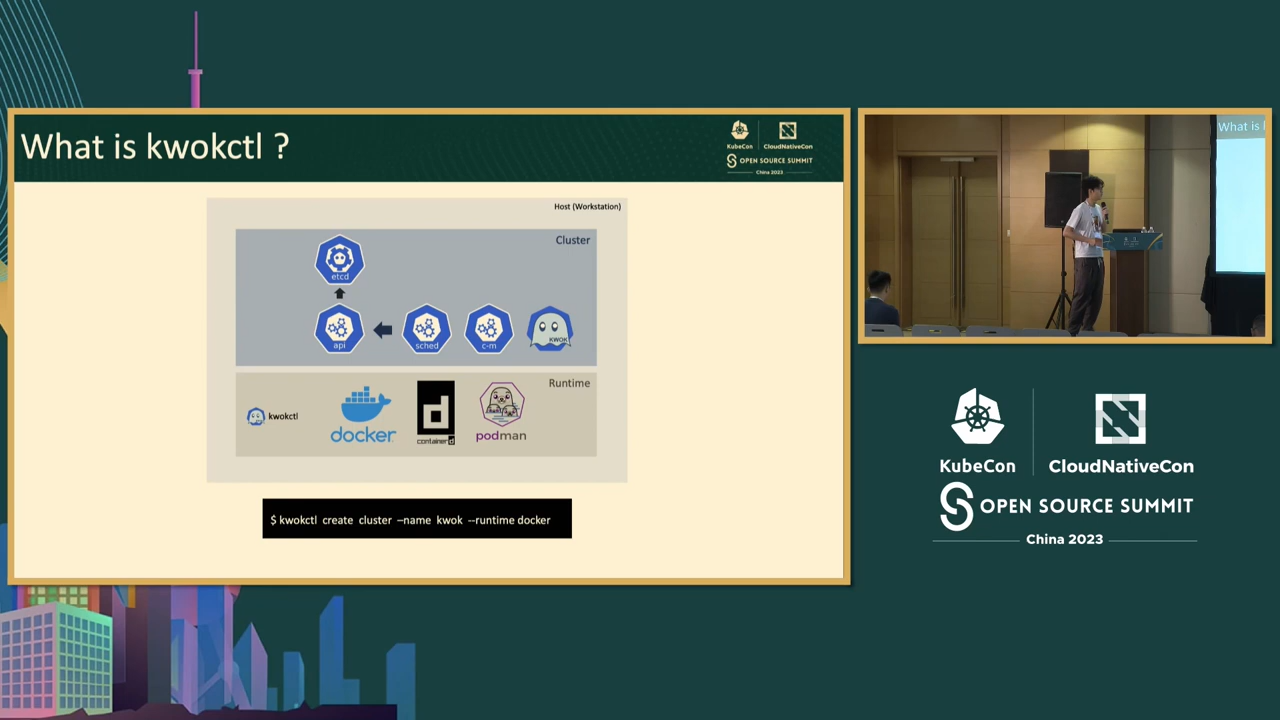 What is kwokctl ?
KubeCon
CloudNativeCon
OPEN SOURCE SUMMIT
China 2023
Host (Workstation)
Cluster
etcd
api
sched
c-m
KWOK
Runtime
kwokctl
docker
containerd
podman
$ kwokctl create cluster –name kwok --runtime docker
What is
KubeCon
CloudNativeCon
OPEN SOURCE SUMMIT
China 2023